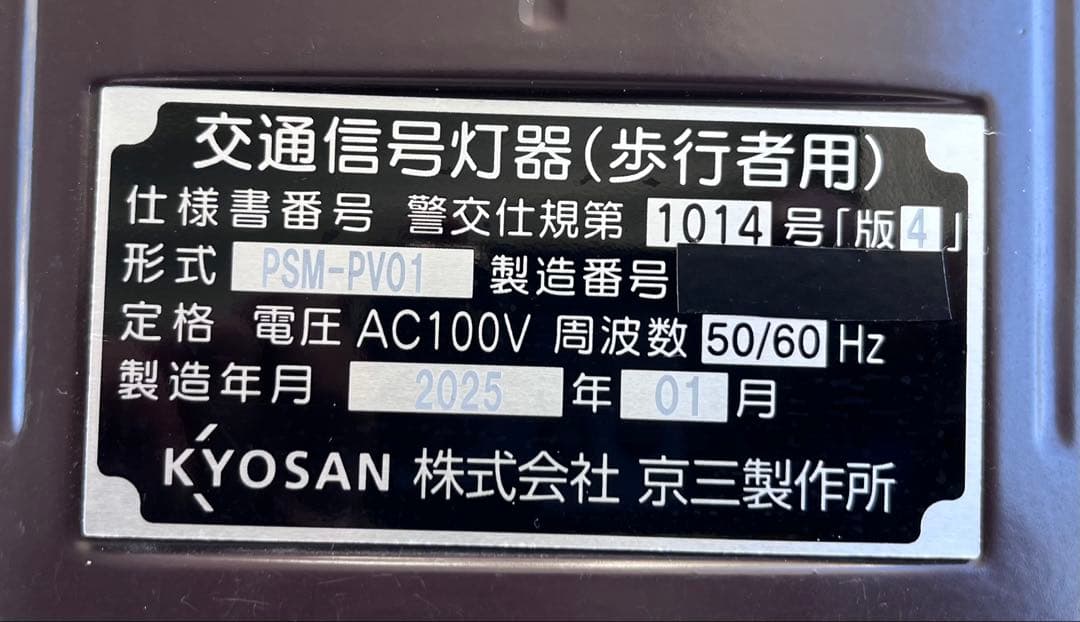 交通信号灯器(歩行者用)
仕様書番号 警交仕規第 1014 号「版4」
形式 PSM-PV01 製造番号
定格 電圧 AC100V 周波数 50/60 Hz
製造年月 2025 年 01 月
KYOSAN 株式会社 京三製作所